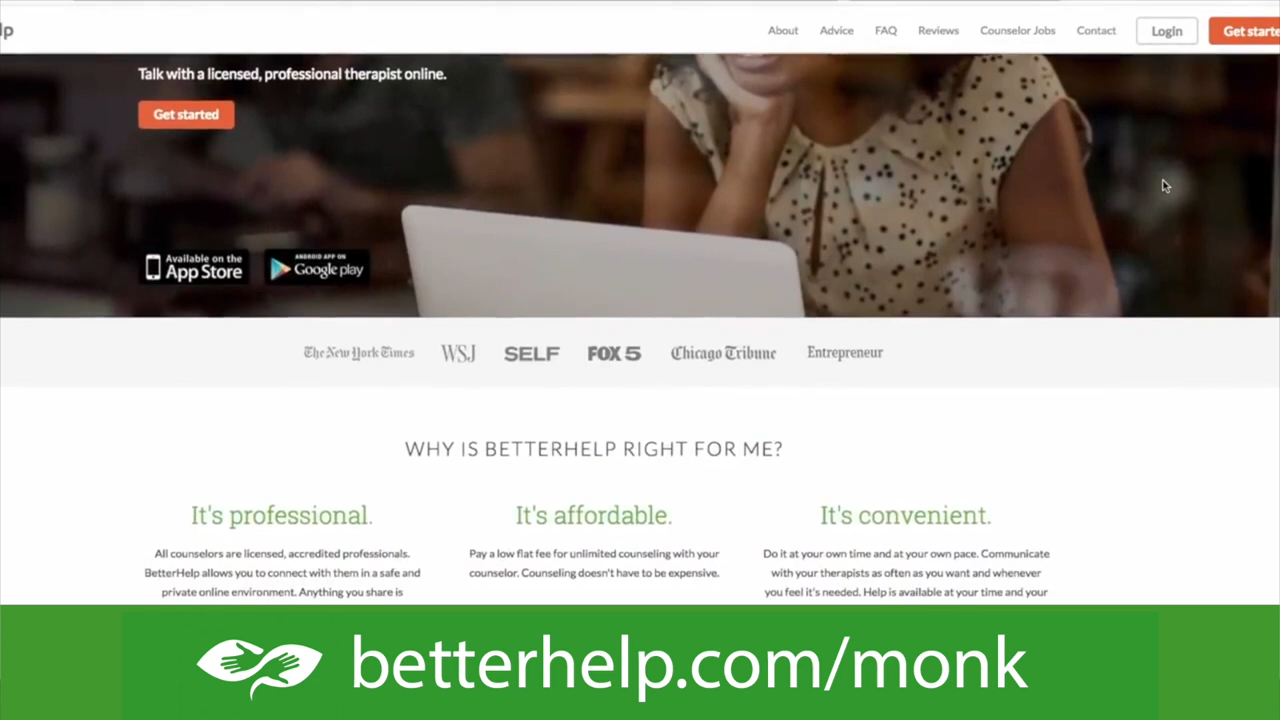 lp
About
Advice
FAQ
Reviews
Counselor Jobs
Contact
Login
Get starte
Talk with a licensed, professional therapist online.
Get started
Available on the
App Store
ANDROID APP ON
Google play
The New York Times
WSJ
SELF
FOX 5
Chicago Tribune
Entrepreneur
WHY IS BETTERHELP RIGHT FOR ME?
It's professional.
All counselors are licensed, accredited professionals.
BetterHelp allows you to connect with them in a safe and
private online environment. Anything you share is
It's affordable.
Pay a low flat fee for unlimited counseling with your
counselor. Counseling doesn't have to be expensive.
It's convenient.
Do it at your own time and at your own pace. Communicate
with your therapists as often as you want and whenever
you feel it's needed. Help is available at your time and your
betterhelp.com/monk